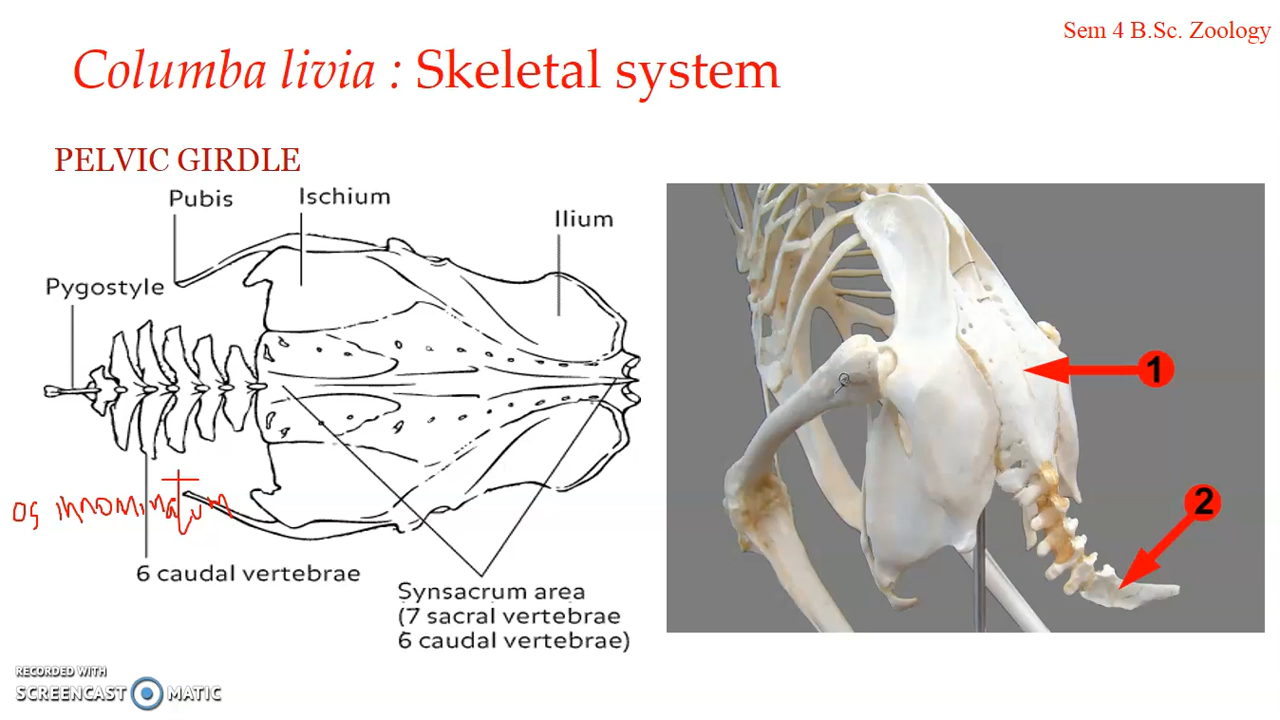 Sem 4 B.Sc. Zoology
Columba livia : Skeletal system
PELVIC GIRDLE
Pubis
Ischium
Ilium
Pygostyle
1
2
os innominatum
6 caudal vertebrae
Synsacrum area
(7 sacral vertebrae
6 caudal vertebrae)
RECORDED WITH
SCREENCAST MATIC